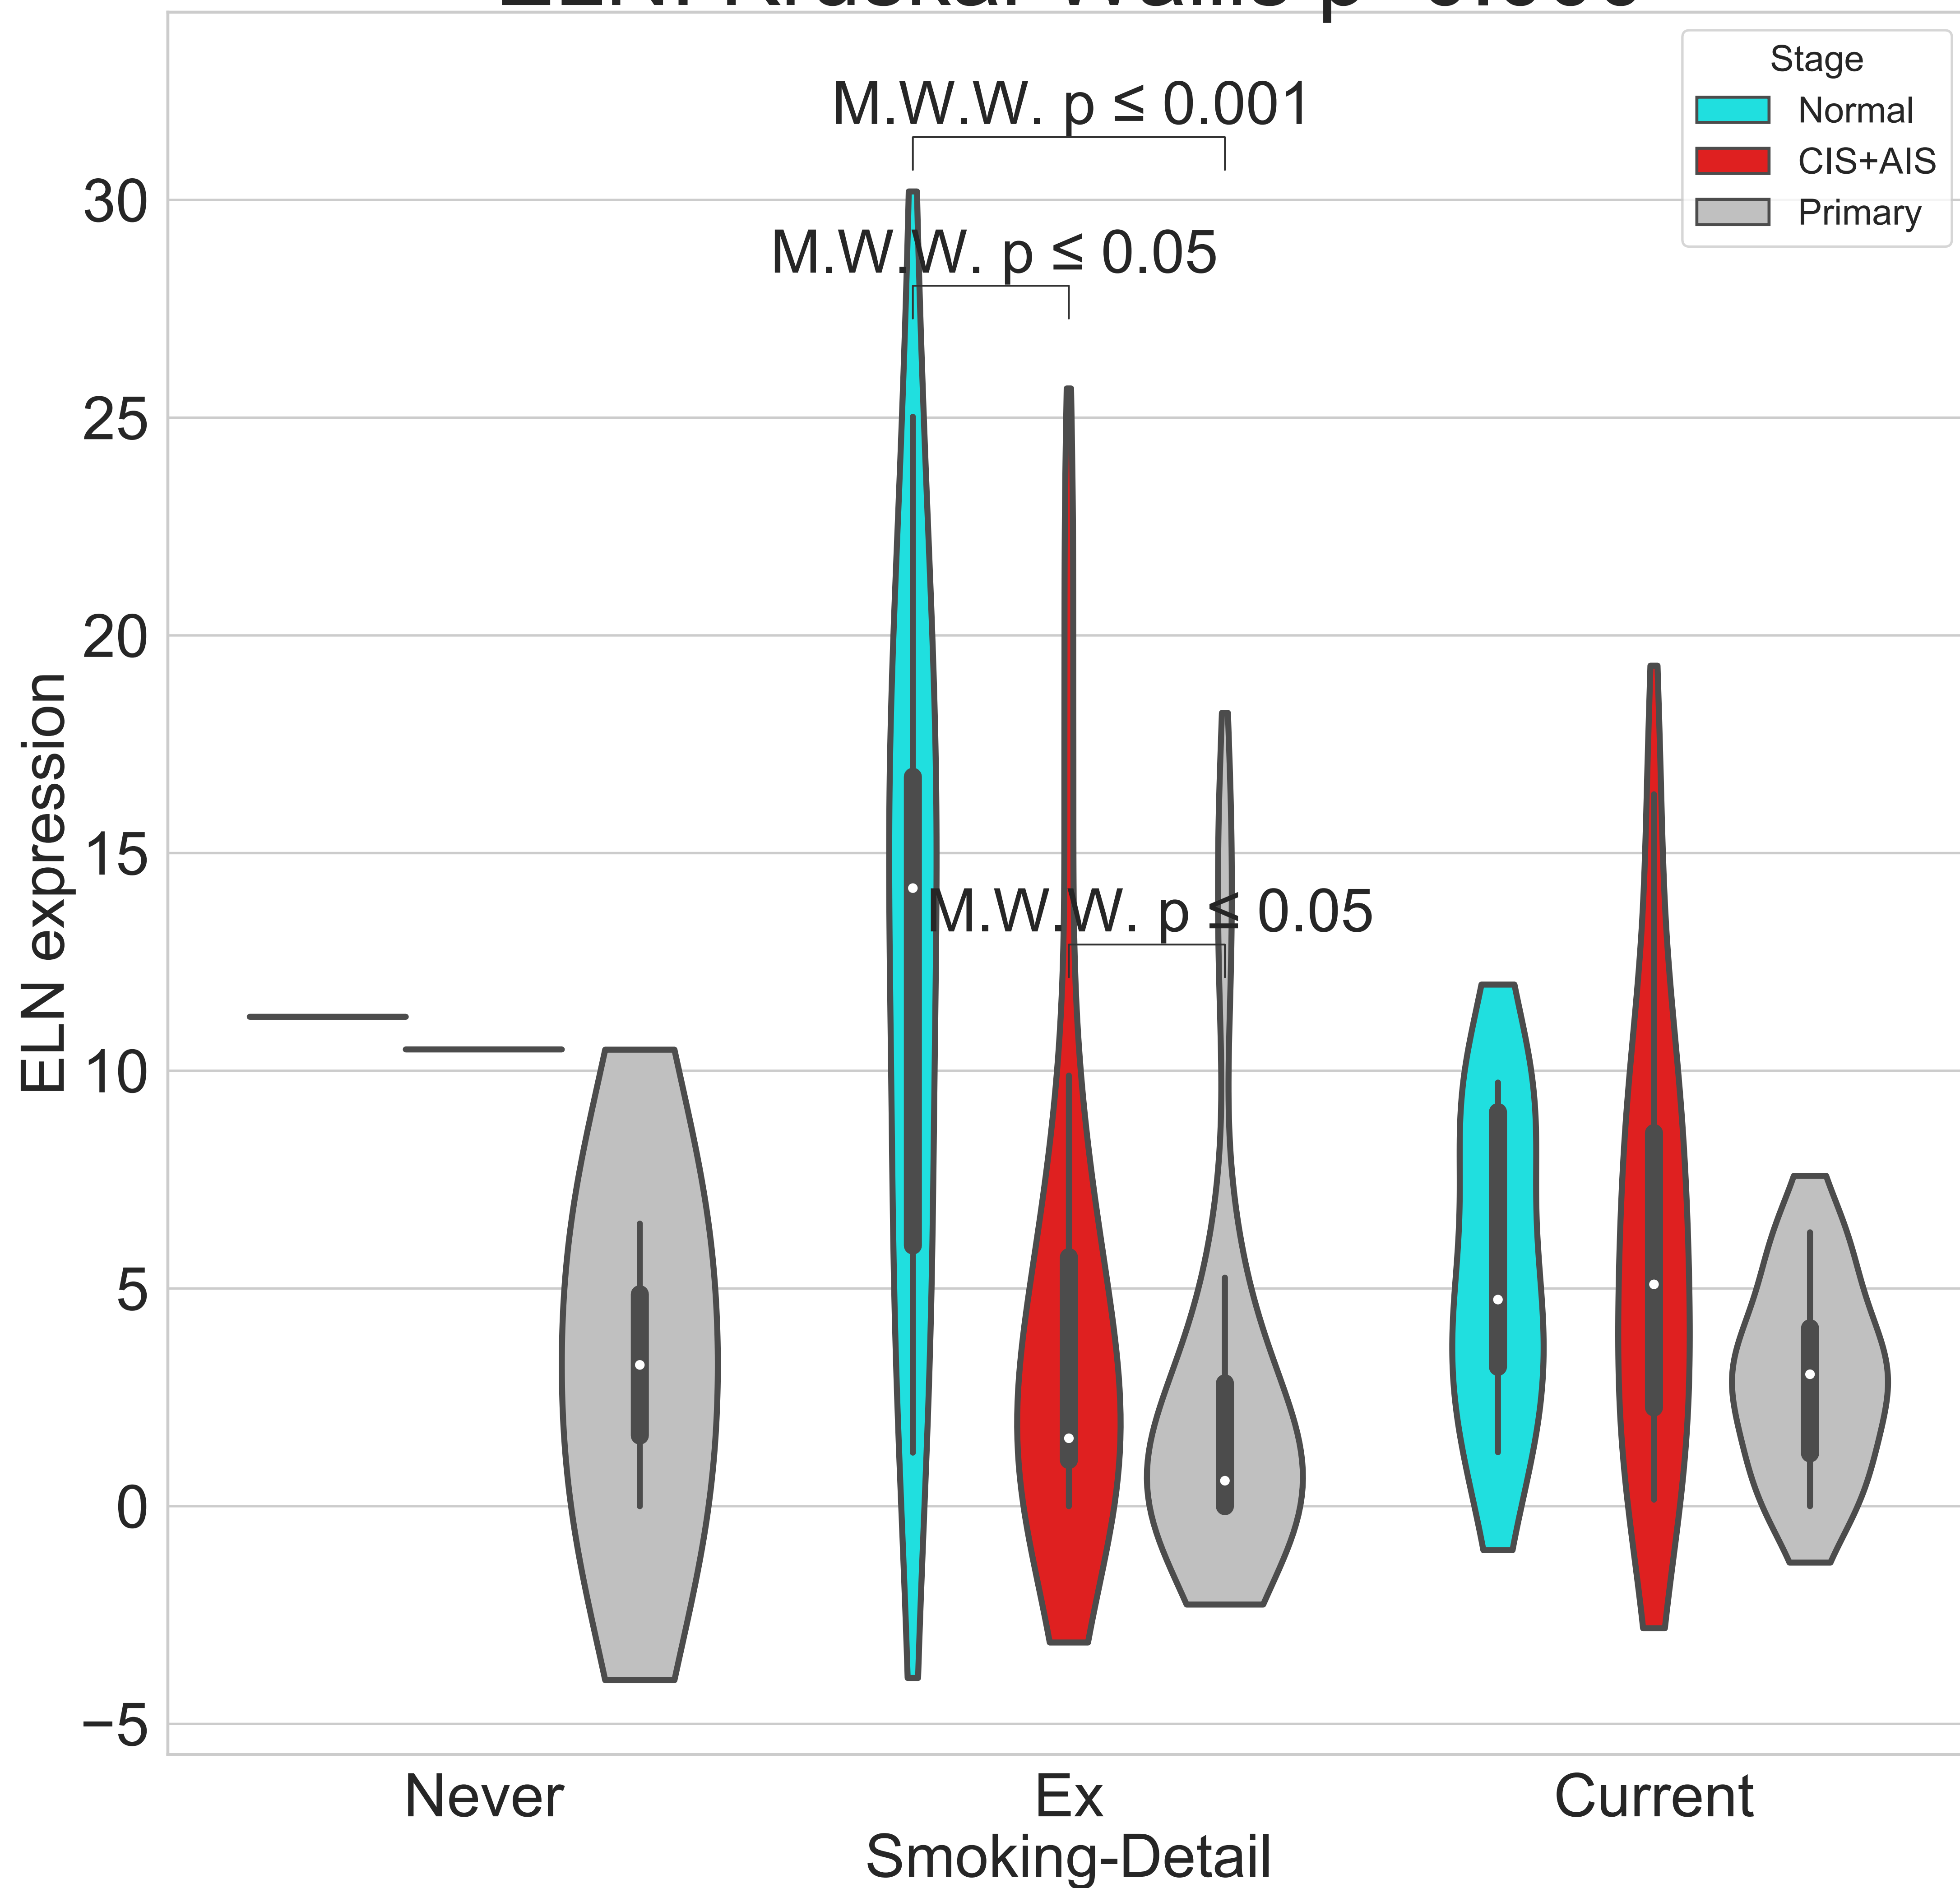 Stage
Normal
CIS+AIS
Primary
M.W.W. p ≤ 0.001
M.W.W. p ≤ 0.05
M.W.W. p ≤ 0.05
30
25
20
15
10
5
0
−5
ELN expression
Never
Ex
Current
Smoking-Detail